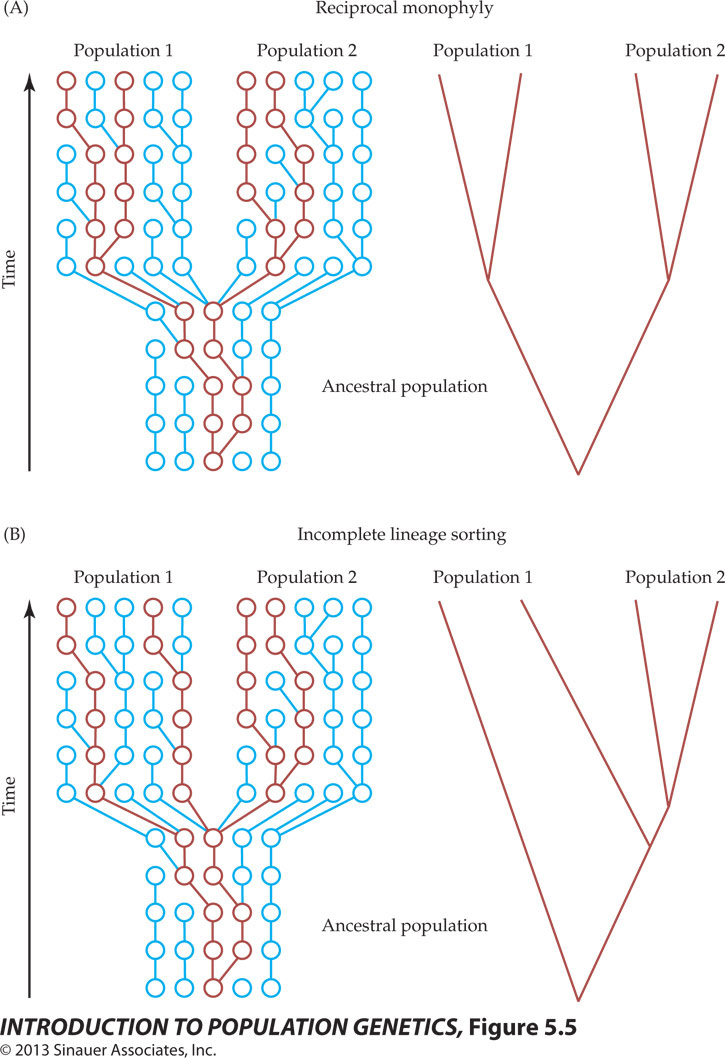 (A) Reciprocal monophyly
Population 1 Population 2 Population 1 Population 2
Time
Ancestral population
(B) Incomplete lineage sorting
Population 1 Population 2 Population 1 Population 2
Time
Ancestral population
INTRODUCTION TO POPULATION GENETICS, Figure 5.5
© 2013 Sinauer Associates, Inc.